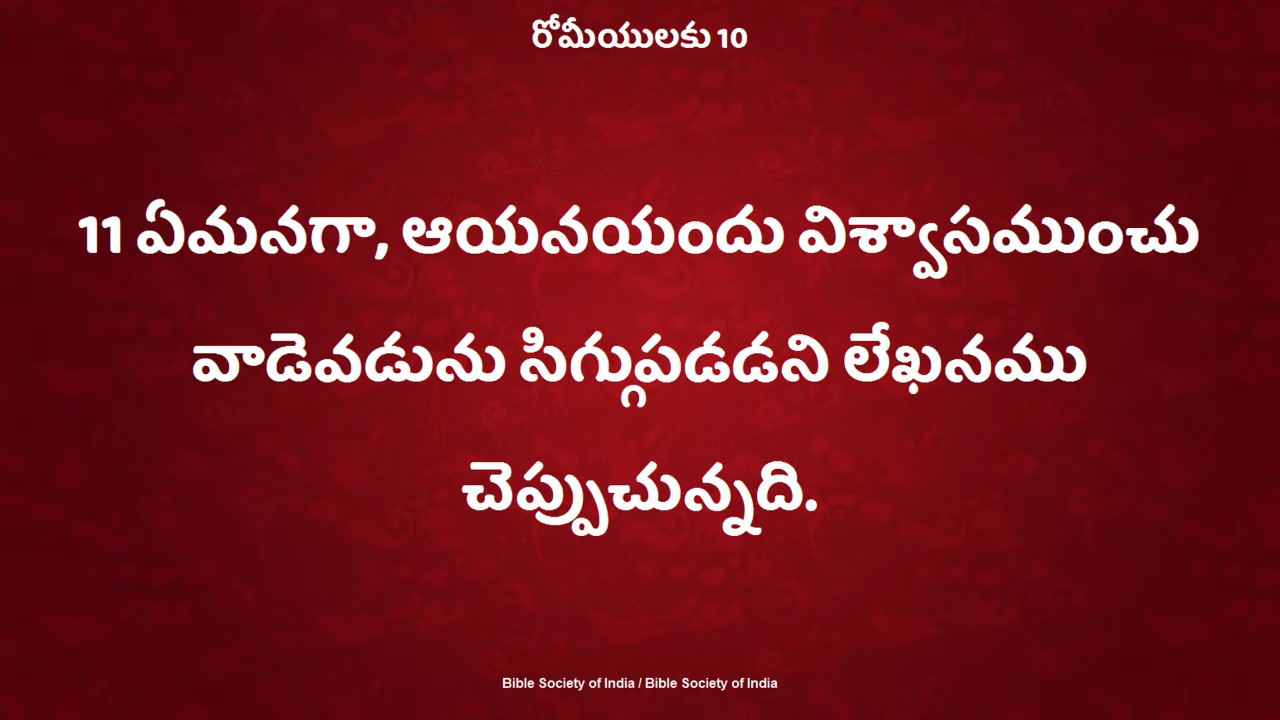 రోమీయులకు 10
11 ఏమనగా, ఆయనయందు విశ్వాసముంచు
వాడెవడును సిగ్గుపడడని లేఖనము
చెప్పుచున్నది.
Bible Society of India / Bible Society of India